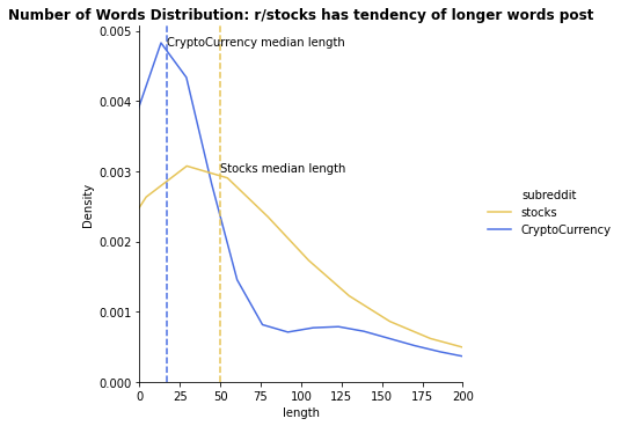 Number of Words Distribution: r/stocks has tendency of longer words post
0.005
CryptoCurrency median length
0.004
0.003
Stocks median length
subreddit
stocks
CryptoCurrency
Density
0.002
0.001
0.000
0 25 50 75 100 125 150 175 200
length